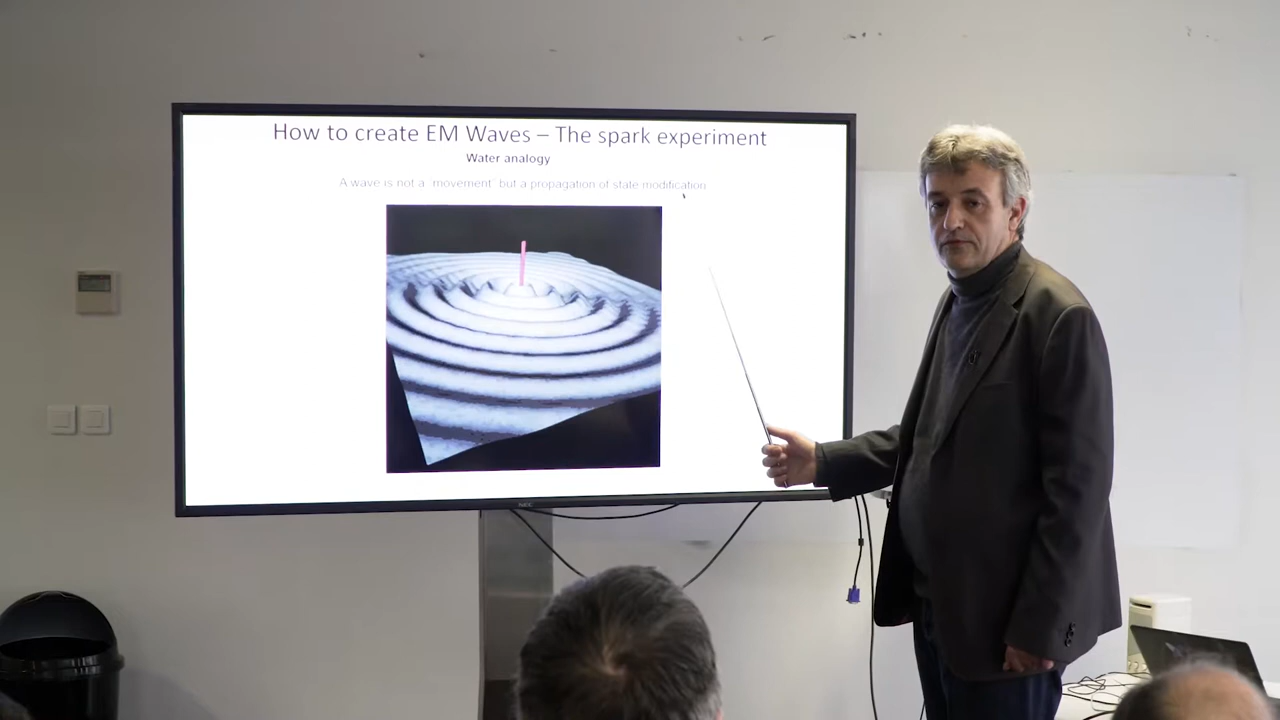 How to create EM Waves – The spark experiment
Water analogy
A wave is not a ¨movement¨ but a propagation of state modification
NEC